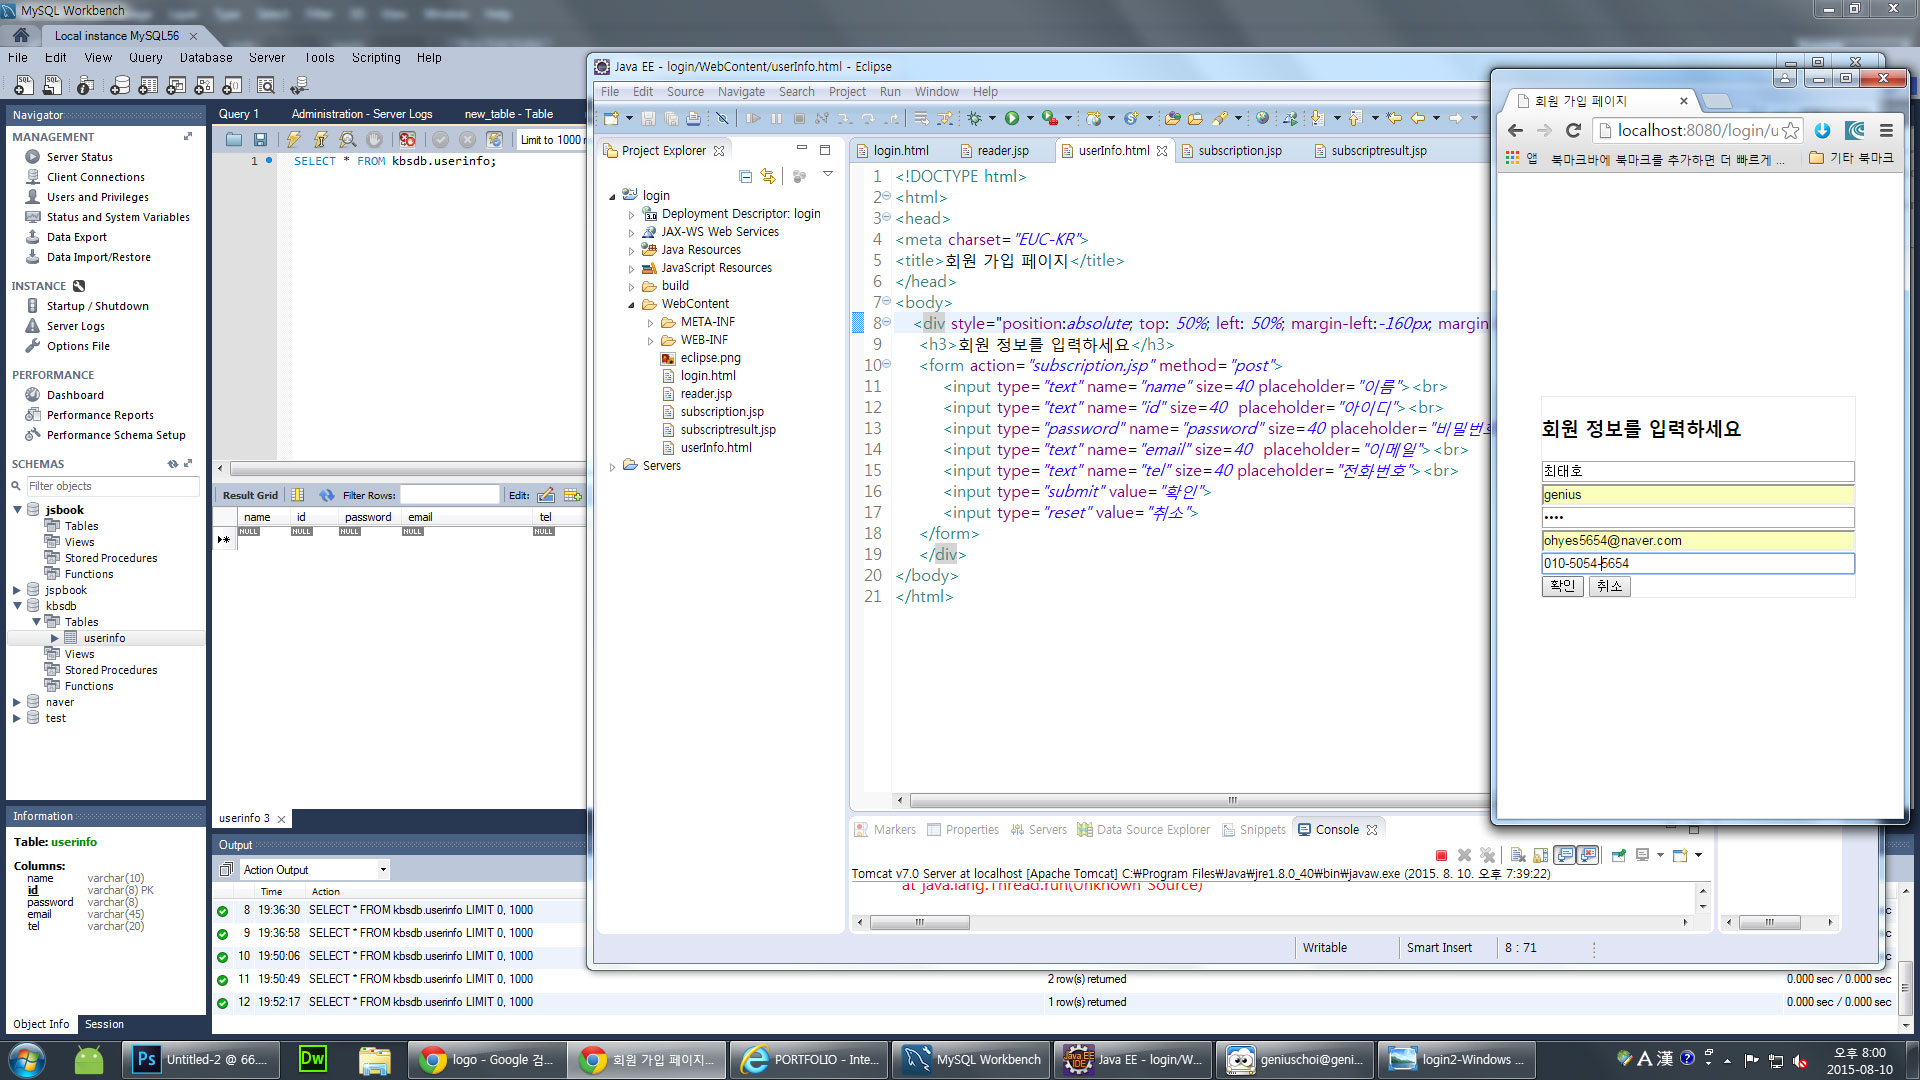 MySQL Workbench
Local instance MySQL56
File Edit View Query Database Server Tools Scripting Help
Navigator
MANAGEMENT
Server Status
Client Connections
Users and Privileges
Status and System Variables
Data Export
Data Import/Restore
INSTANCE
Startup / Shutdown
Server Logs
Options File
PERFORMANCE
Dashboard
Performance Reports
Performance Schema Setup
SCHEMAS
Filter objects
jsbook
Tables
Views
Stored Procedures
Functions
jspbook
kbsdb
Tables
userinfo
Views
Stored Procedures
Functions
naver
test
Information
Table: userinfo
Columns:
name varchar(10)
id varchar(8) PK
password varchar(8)
email varchar(45)
tel varchar(20)
Object Info Session
Query 1 Administration - Server Logs new_table - Table
Limit to 1000
1 SELECT * FROM kbsdb.userinfo;
Result Grid Filter Rows: Edit:
name id password email tel
NULL NULL NULL NULL NULL
userinfo 3
Output
Action Output
Time Action
8 19:36:30 SELECT * FROM kbsdb.userinfo LIMIT 0, 1000
9 19:36:58 SELECT * FROM kbsdb.userinfo LIMIT 0, 1000
10 19:50:06 SELECT * FROM kbsdb.userinfo LIMIT 0, 1000
11 19:50:49 SELECT * FROM kbsdb.userinfo LIMIT 0, 1000 2 row(s) returned 0.000 sec / 0.000 sec
12 19:52:17 SELECT * FROM kbsdb.userinfo LIMIT 0, 1000 1 row(s) returned 0.000 sec / 0.000 sec
Java EE - login/WebContent/userInfo.html - Eclipse
File Edit Source Navigate Search Project Run Window Help
Project Explorer
login
Deployment Descriptor: login
JAX-WS Web Services
Java Resources
JavaScript Resources
build
WebContent
META-INF
WEB-INF
eclipse.png
login.html
reader.jsp
subscription.jsp
subscriptresult.jsp
userInfo.html
Servers
login.html reader.jsp userInfo.html subscription.jsp subscriptresult.jsp
1 <!DOCTYPE html>
2 <html>
3 <head>
4 <meta charset="EUC-KR">
5 <title>회원 가입 페이지</title>
6 </head>
7 <body>
8 <div style="position:absolute; top: 50%; left: 50%; margin-left:-160px; margin
9 <h3>회원 정보를 입력하세요</h3>
10 <form action="subscription.jsp" method="post">
11 <input type="text" name="name" size=40 placeholder="이름"><br>
12 <input type="text" name="id" size=40 placeholder="아이디"><br>
13 <input type="password" name="password" size=40 placeholder="비밀번호
14 <input type="text" name="email" size=40 placeholder="이메일"><br>
15 <input type="text" name="tel" size=40 placeholder="전화번호"><br>
16 <input type="submit" value="확인">
17 <input type="reset" value="취소">
18 </form>
19 </div>
20 </body>
21 </html>
Markers Properties Servers Data Source Explorer Snippets Console
Tomcat v7.0 Server at localhost [Apache Tomcat] C:₩Program Files₩Java₩jre1.8.0_40₩bin₩javaw.exe (2015. 8. 10. 오후 7:39:22)
at java.lang.Thread.run(Unknown Source)
Writable Smart Insert 8 : 71
회원 가입 페이지
localhost:8080/login/u
앱 북마크바에 북마크를 추가하면 더 빠르게 ... 기타 북마크
회원 정보를 입력하세요
최태호
genius
••••
ohyes5654@naver.com
010-5054-5654
확인 취소
Ps Untitled-2 @ 66....
Dw
logo - Google 검...
회원 가입 페이지...
PORTFOLIO - Inte...
MySQL Workbench
Java EE IDE Java EE - login/W...
geniuschoi@geni...
login2-Windows ...
A 漢
오후 8:00
2015-08-10